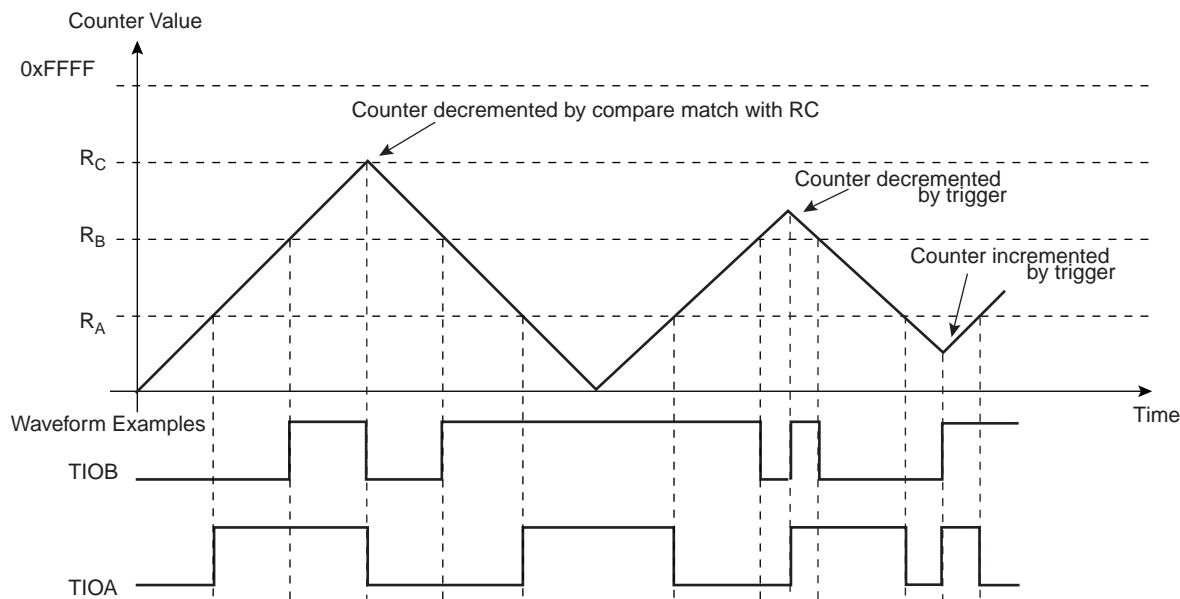 Counter Value
0xFFFF
Counter decremented by compare match with RC
RC
Counter decremented
by trigger
RB
Counter incremented
by trigger
RA
Time
Waveform Examples
TIOB
TIOA